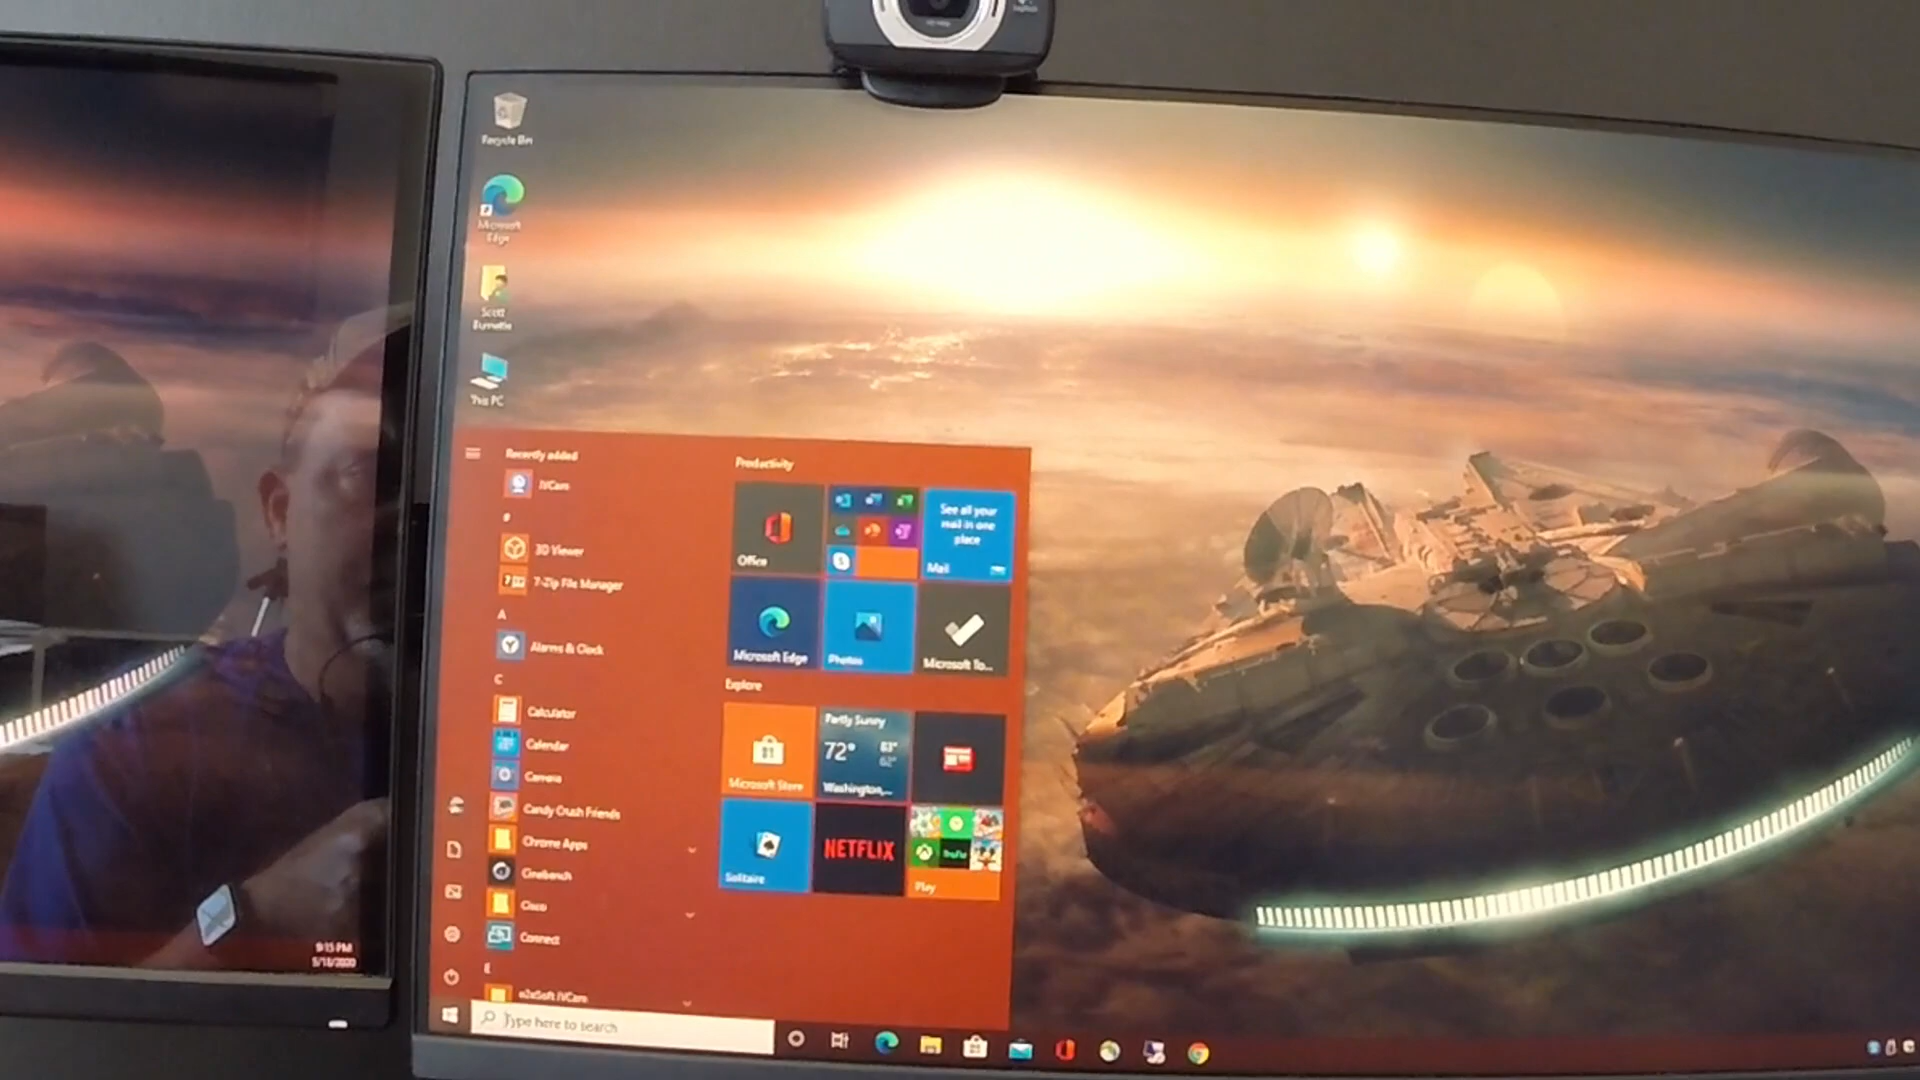 Recycle Bin
Microsoft
Edge
Scott
This PC
Recently added
iVCam
#
3D Viewer
7-Zip File Manager
A
Alarms & Clock
C
Calculator
Calendar
Camera
Candy Crush Friends
Chrome Apps
Cinebench
Cisco
Connect
E
e2eSoft iVCam
Type here to search
Productivity
Office
See all your
mail in one
place
Mail
Microsoft Edge
Photos
Microsoft To...
Explore
Microsoft Store
Partly Sunny
72°
83°
62°
Washington,...
Solitaire
NETFLIX
Play
9:15 PM
5/18/2020